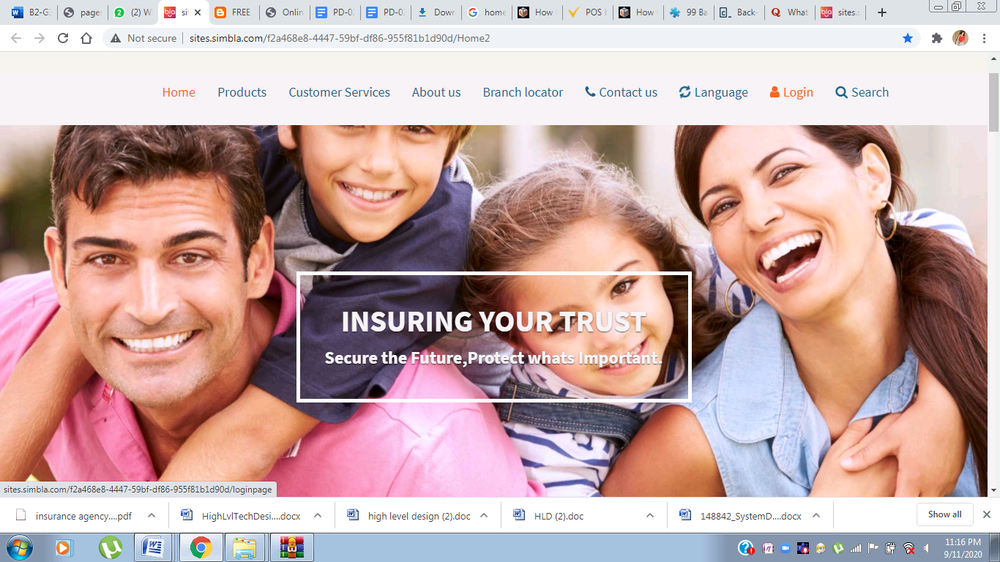 B2-G3
page
(2) W
sit
FREE
Onlin
PD-02
PD-02
Down
home
How t
POS b
How t
99 Ba
Back-
What
sites.s
Not secure
sites.simbla.com/f2a468e8-4447-59bf-df86-955f81b1d90d/Home2
Home Products Customer Services About us Branch locator Contact us Language Login Search
INSURING YOUR TRUST
Secure the Future,Protect whats Important.
sites.simbla.com/f2a468e8-4447-59bf-df86-955f81b1d90d/loginpage
insurance agency....pdf
HighLvlTechDesi....docx
high level design (2).doc
HLD (2).doc
148842_SystemD....docx
Show all
11:16 PM
9/11/2020